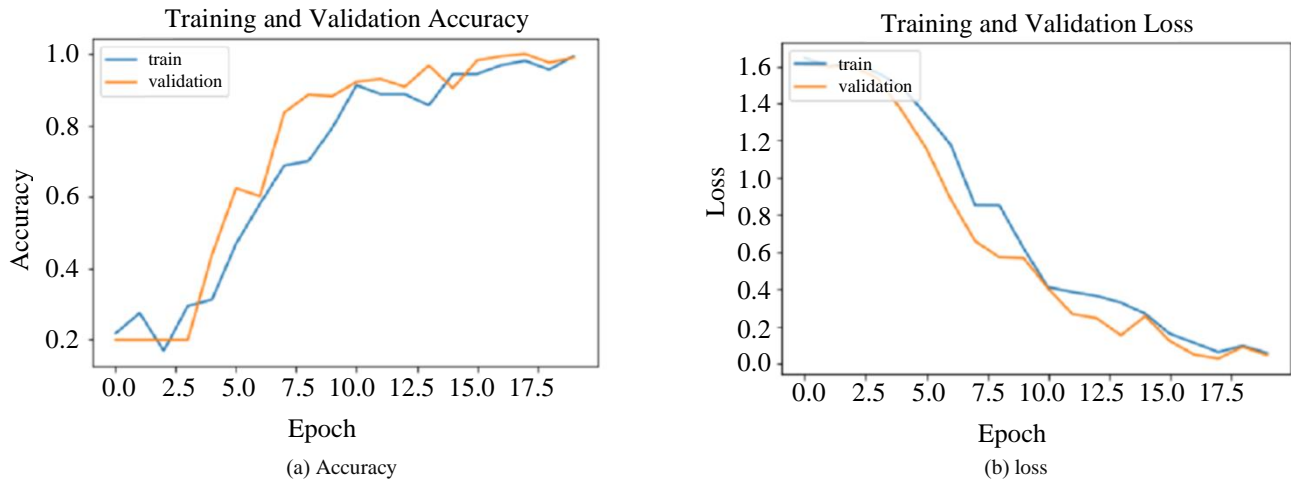 Training and Validation Accuracy
1.0
0.8
0.6
0.4
0.2
Accuracy
train
validation
0.0 2.5 5.0 7.5 10.0 12.5 15.0 17.5
Epoch
(a) Accuracy
Training and Validation Loss
1.6
1.4
1.2
1.0
0.8
0.6
0.4
0.2
0.0
Loss
train
validation
0.0 2.5 5.0 7.5 10.0 12.5 15.0 17.5
Epoch
(b) loss